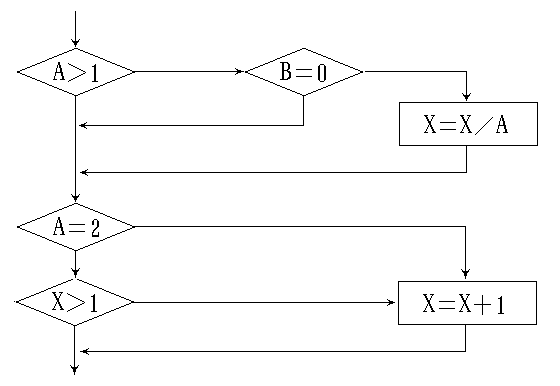 A>1
B=0
X=X/A
A=2
X>1
X=X+1